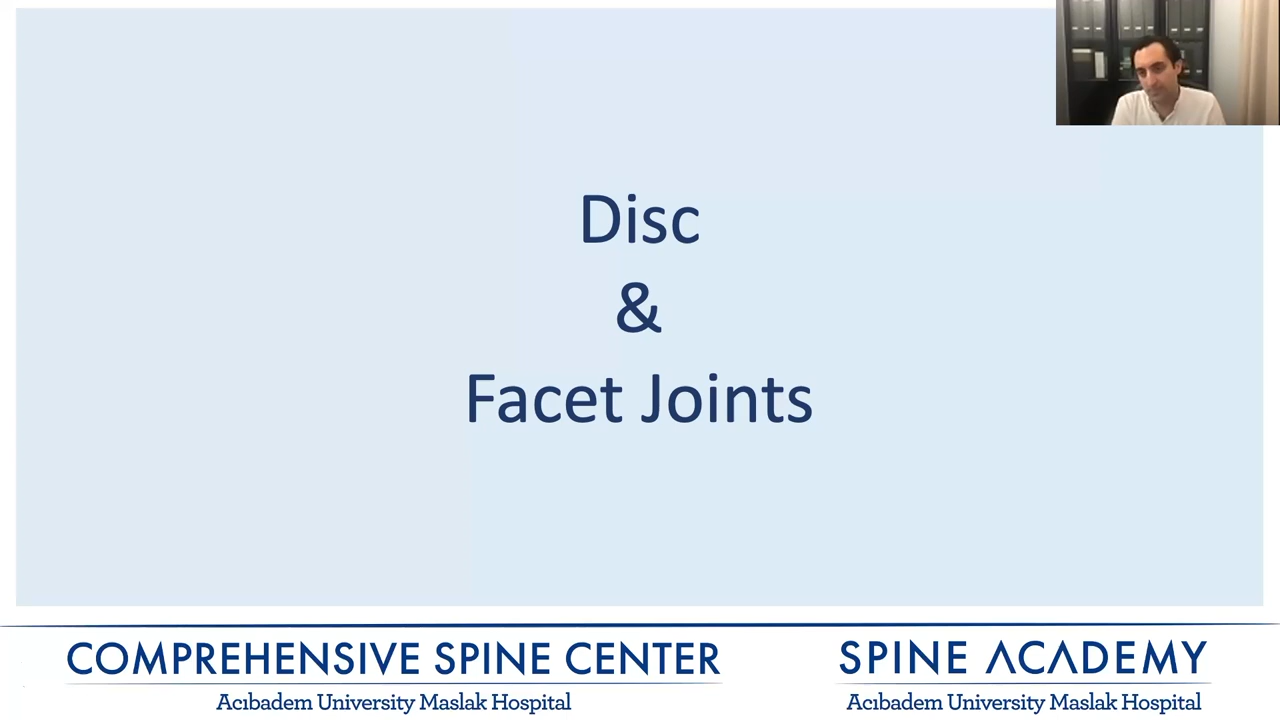 Disc
&
Facet Joints
COMPREHENSIVE SPINE CENTER
Acıbadem University Maslak Hospital
SPINE ACADEMY
Acıbadem University Maslak Hospital